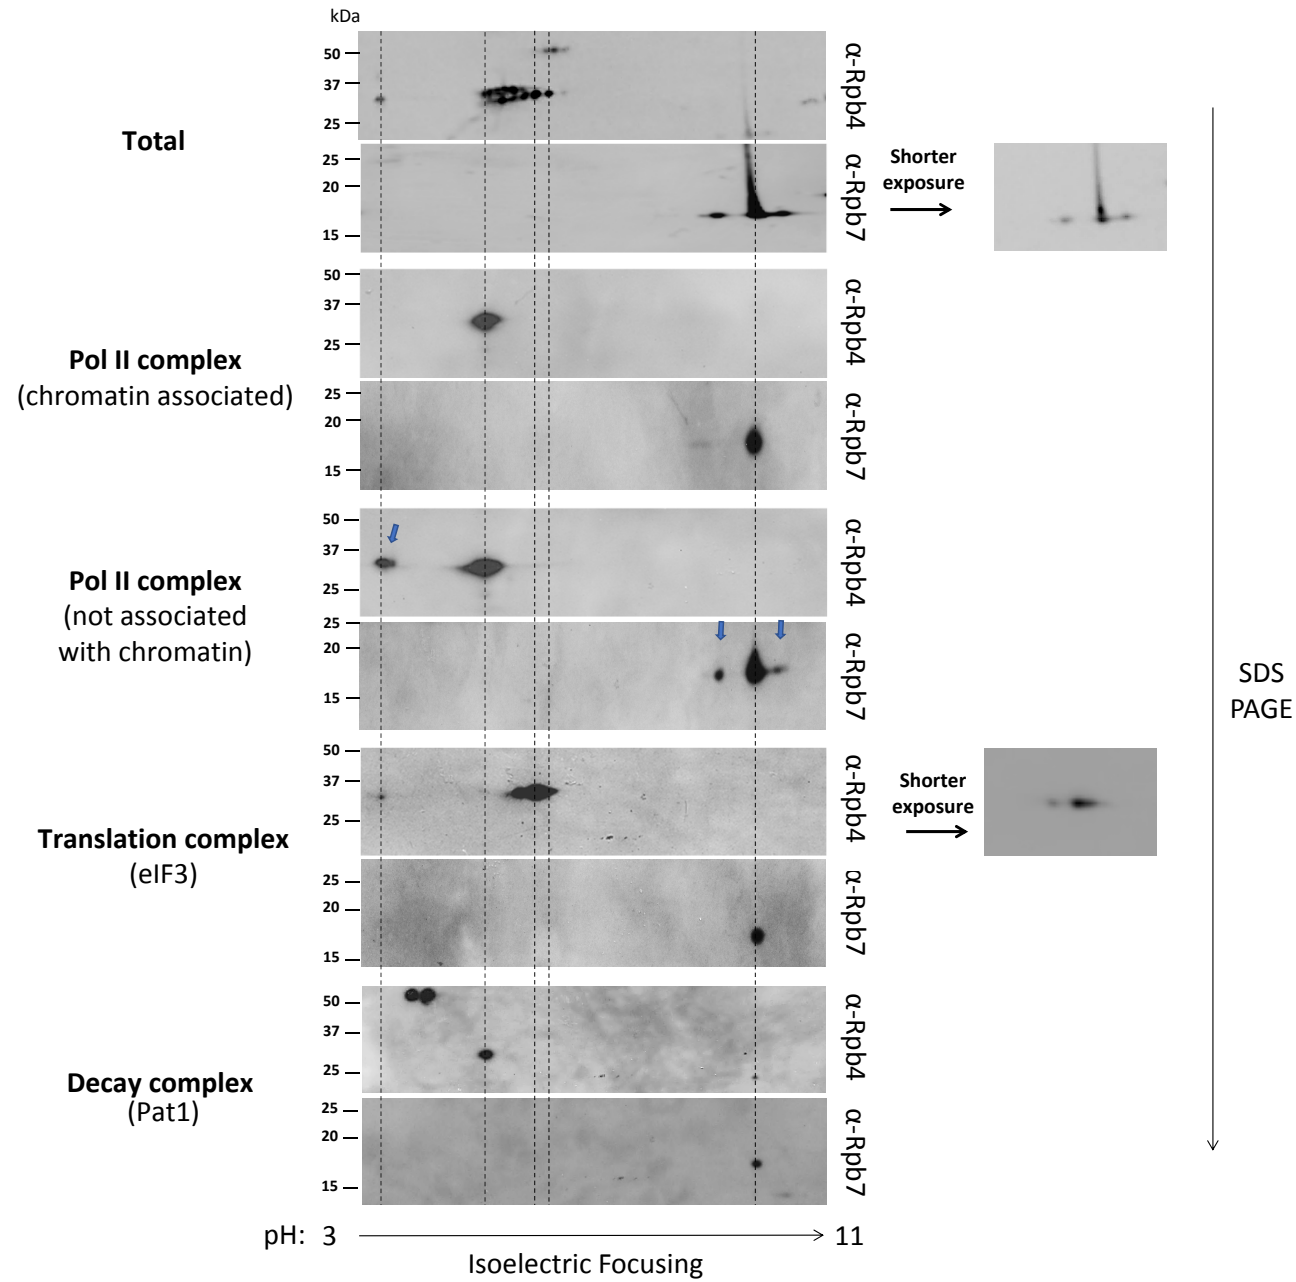 kDa
50
37
25
α-Rpb4
Total
25
20
15
α-Rpb7
Shorter
exposure
50
37
25
α-Rpb4
Pol II complex
(chromatin associated)
25
20
15
α-Rpb7
50
37
25
α-Rpb4
Pol II complex
(not associated
with chromatin)
25
20
15
α-Rpb7
SDS
PAGE
50
37
25
α-Rpb4
Shorter
exposure
Translation complex
(eIF3)
25
20
15
α-Rpb7
50
37
25
α-Rpb4
Decay complex
(Pat1)
25
20
15
α-Rpb7
pH: 3 11
Isoelectric Focusing